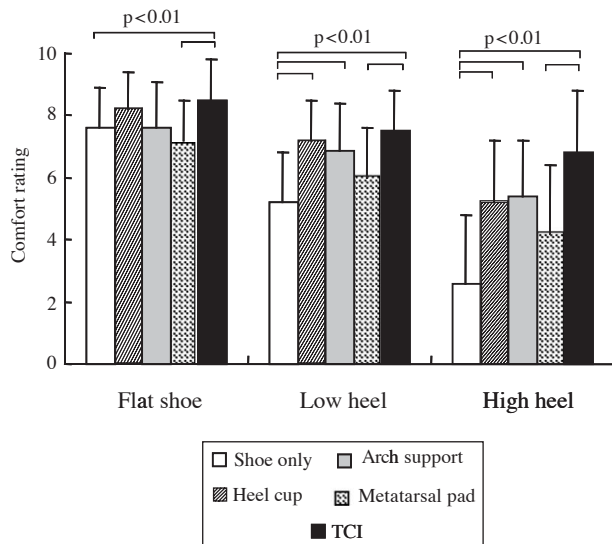 p<0.01
p<0.01
p<0.01
10
8
6
4
2
0
Comfort rating
Flat shoe
Low heel
High heel
Shoe only
Arch support
Heel cup
Metatarsal pad
TCI